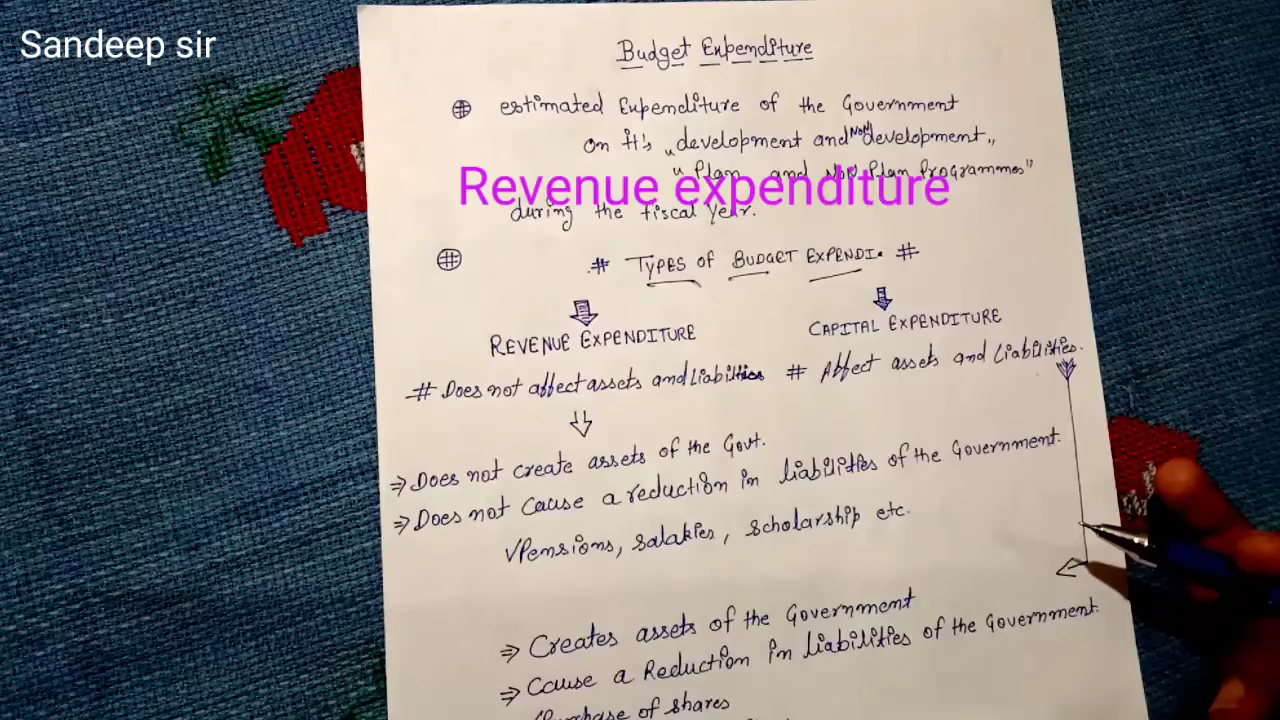 Sandeep sir
Budget Expenditure
estimated Expenditure of the Government
on it's "development and Non development"
"Plan and Non Plan Programmes"
Revenue expenditure
during the fiscal year.
# TYPES of BUDGET EXPENDI. #
REVENUE EXPENDITURE
CAPITAL EXPENDITURE
# Does not affect assets and Liabilities
# Affect assets and Liabilities.
⇒ Does not create assets of the Govt.
⇒ Does not cause a reduction in liabilities of the Government.
√Pensions, salaries, scholarship etc.
⇒ Creates assets of the Government
⇒ Cause a Reduction in liabilities of the Government.
Purchase of shares